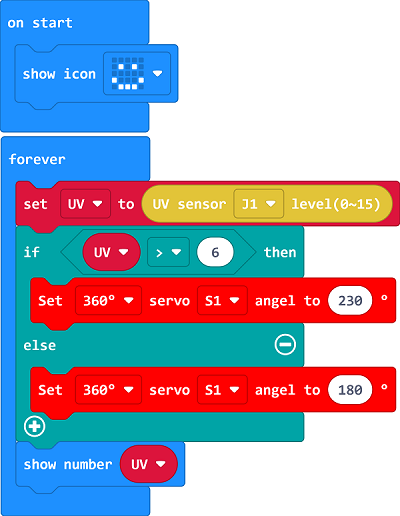 on start
show icon
forever
set UV to UV sensor J1 level(0~15)
if UV > 6 then
Set 360° servo S1 angel to 230 °
else
Set 360° servo S1 angel to 180 °
show number UV